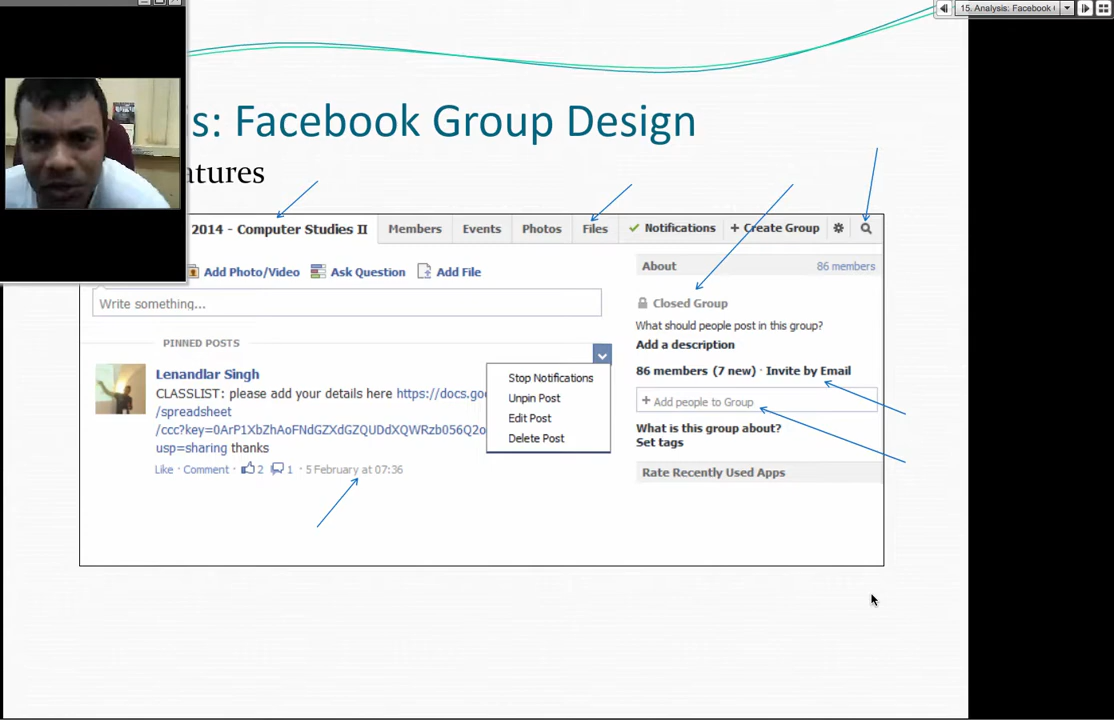 15. Analysis: Facebook
s: Facebook Group Design
atures
2014 - Computer Studies II Members Events Photos Files Notifications + Create Group
Add Photo/Video Ask Question Add File
Write something...
PINNED POSTS
Lenandlar Singh
CLASSLIST: please add your details here https://docs.goo
/spreadsheet
/ccc?key=0ArP1XbZhAoFNdGZXdGZQUDdXQWRzb056Q2o
usp=sharing thanks
Like · Comment · 2 1 · 5 February at 07:36
Stop Notifications
Unpin Post
Edit Post
Delete Post
About 86 members
Closed Group
What should people post in this group?
Add a description
86 members (7 new) · Invite by Email
+ Add people to Group
What is this group about?
Set tags
Rate Recently Used Apps